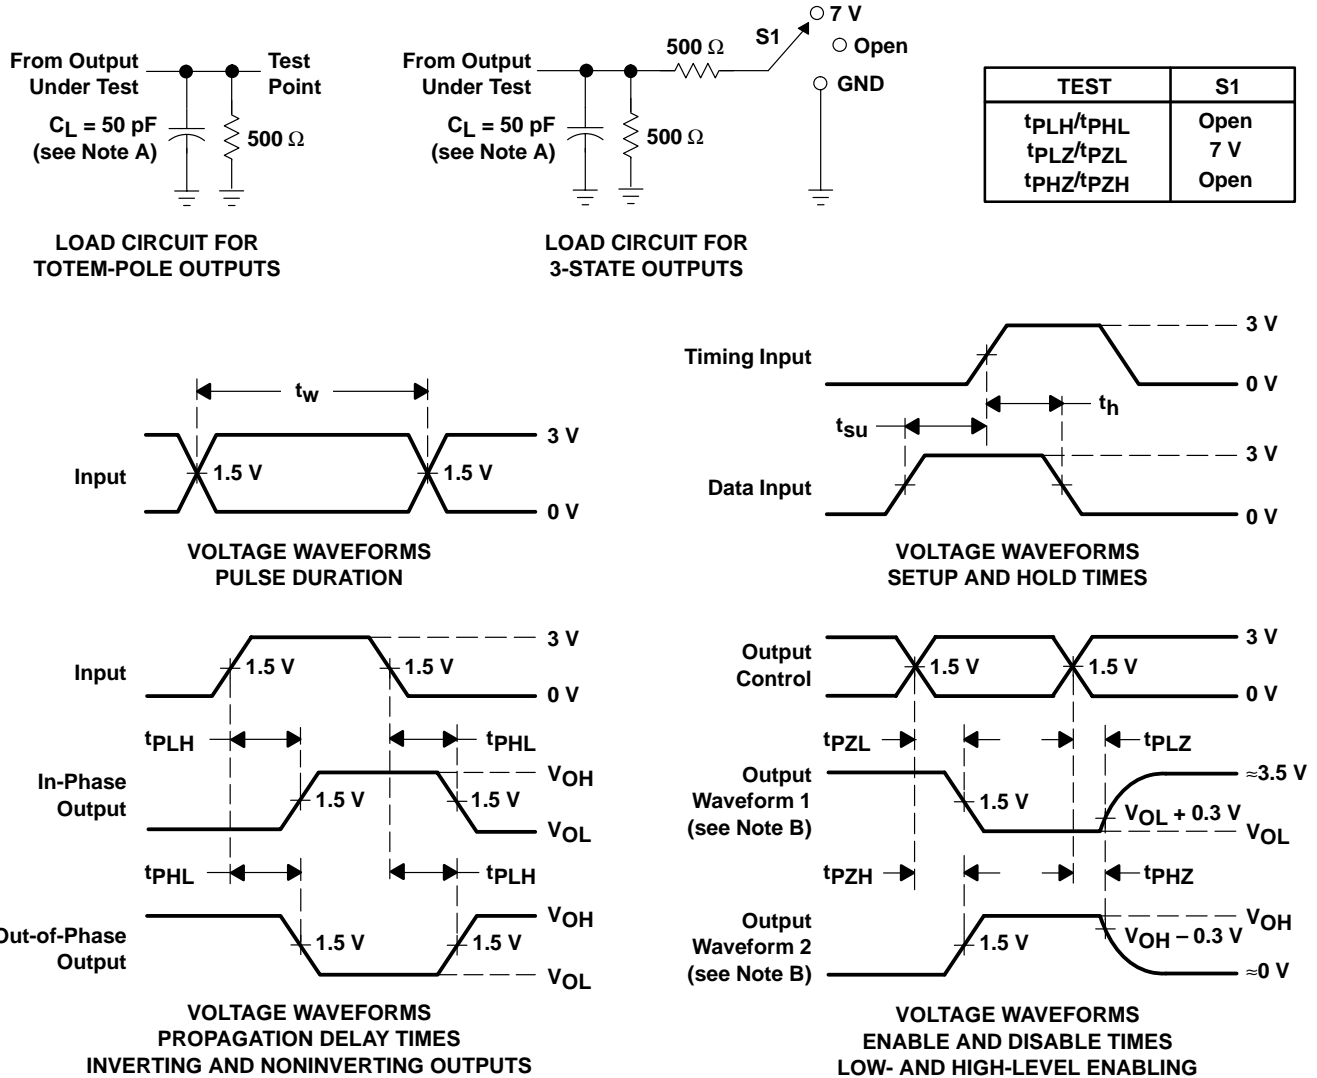 From Output
Under Test
Test
Point
CL = 50 pF
(see Note A)
500 Ω
LOAD CIRCUIT FOR
TOTEM-POLE OUTPUTS
From Output
Under Test
CL = 50 pF
(see Note A)
500 Ω
500 Ω
S1
7 V
Open
GND
LOAD CIRCUIT FOR
3-STATE OUTPUTS
TEST S1
tPLH/tPHL Open
tPLZ/tPZL 7 V
tPHZ/tPZH Open
tw
Input
1.5 V
1.5 V
3 V
0 V
VOLTAGE WAVEFORMS
PULSE DURATION
Timing Input
3 V
0 V
tsu
th
Data Input
3 V
0 V
VOLTAGE WAVEFORMS
SETUP AND HOLD TIMES
Input
1.5 V
1.5 V
3 V
0 V
tPLH
tPHL
In-Phase
Output
1.5 V
1.5 V
VOH
VOL
tPHL
tPLH
Out-of-Phase
Output
1.5 V
1.5 V
VOH
VOL
VOLTAGE WAVEFORMS
PROPAGATION DELAY TIMES
INVERTING AND NONINVERTING OUTPUTS
Output
Control
1.5 V
1.5 V
3 V
0 V
tPZL
tPLZ
Output
Waveform 1
(see Note B)
1.5 V
≈3.5 V
VOL + 0.3 V
VOL
tPZH
tPHZ
Output
Waveform 2
(see Note B)
1.5 V
VOH
VOH – 0.3 V
≈0 V
VOLTAGE WAVEFORMS
ENABLE AND DISABLE TIMES
LOW- AND HIGH-LEVEL ENABLING